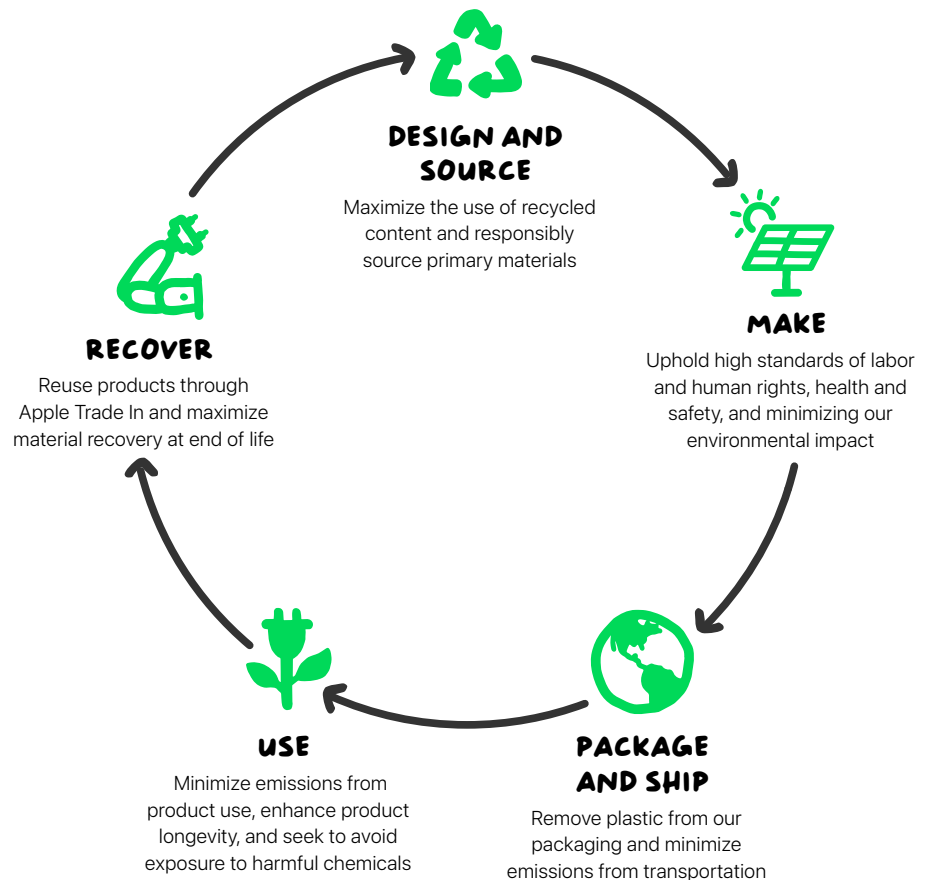 DESIGN AND
SOURCE
Maximize the use of recycled
content and responsibly
source primary materials
MAKE
Uphold high standards of labor
and human rights, health and
safety, and minimizing our
environmental impact
PACKAGE
AND SHIP
Remove plastic from our
packaging and minimize
emissions from transportation
USE
Minimize emissions from
product use, enhance product
longevity, and seek to avoid
exposure to harmful chemicals
RECOVER
Reuse products through
Apple Trade In and maximize
material recovery at end of life